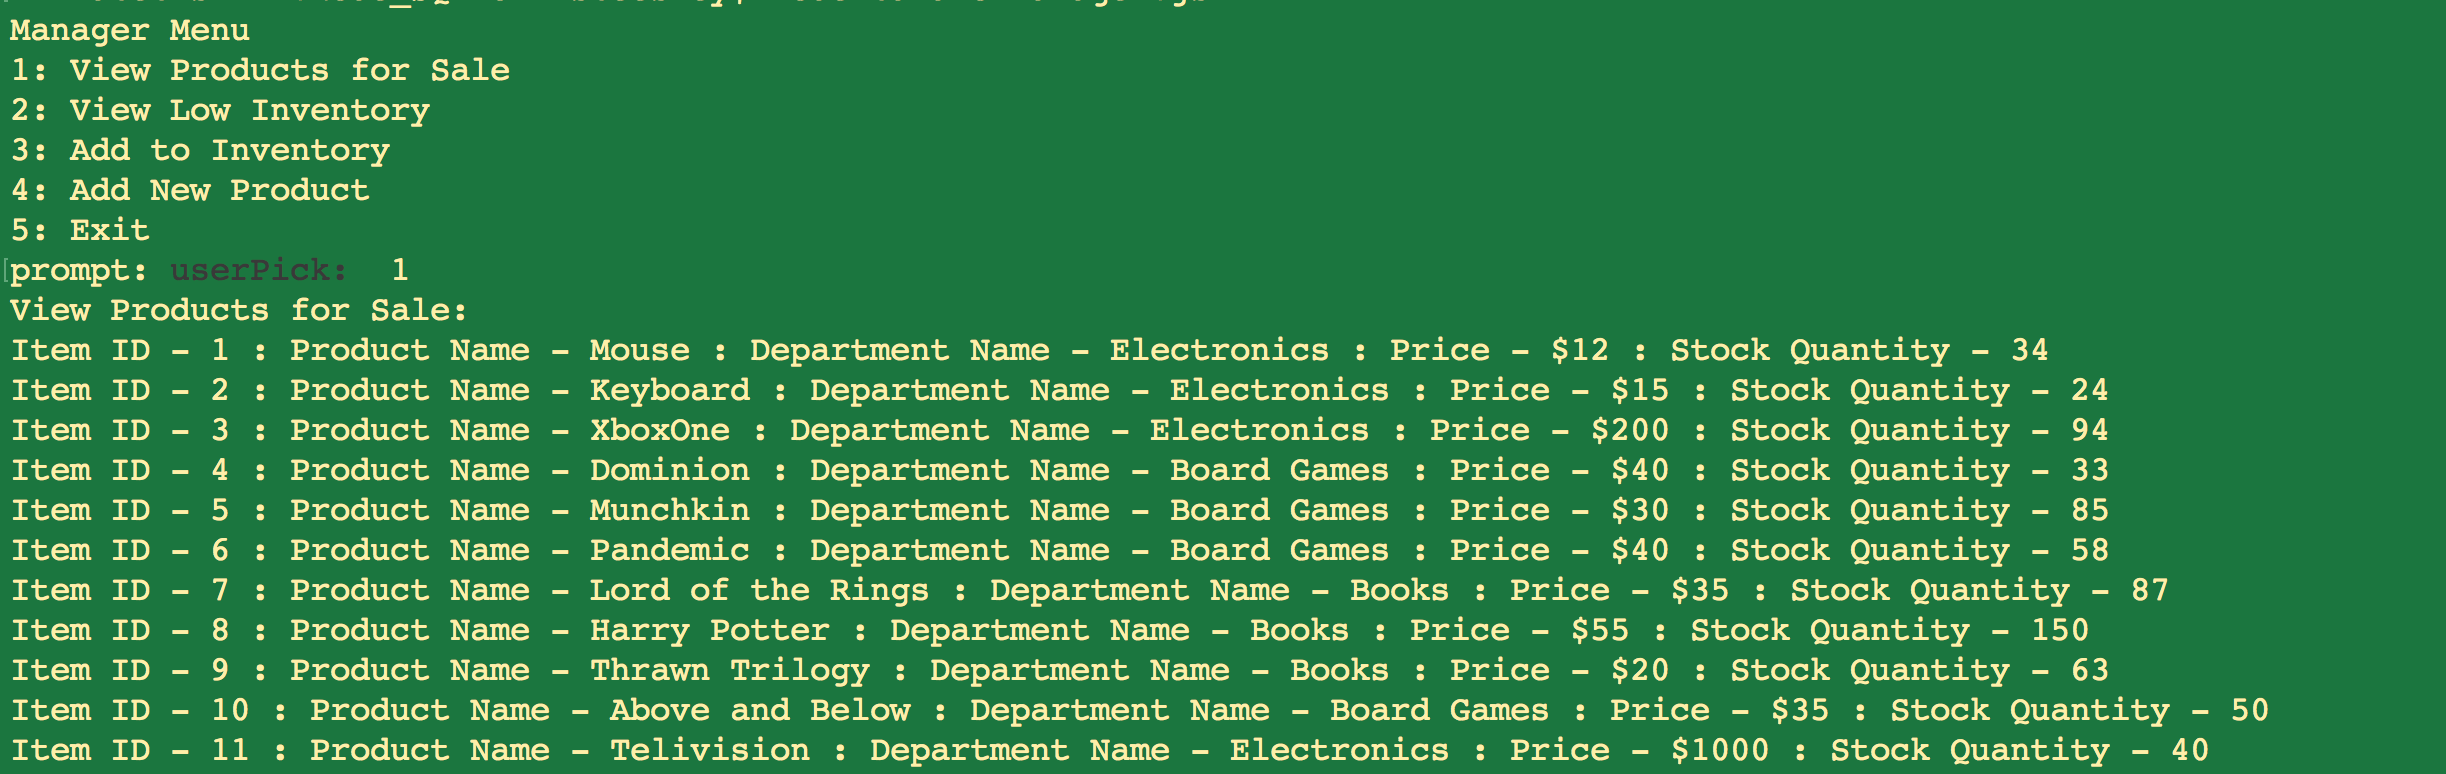 Manager Menu
1: View Products for Sale
2: View Low Inventory
3: Add to Inventory
4: Add New Product
5: Exit
prompt: userPick:  1
View Products for Sale:
Item ID - 1 : Product Name - Mouse : Department Name - Electronics : Price - $12 : Stock Quantity - 34
Item ID - 2 : Product Name - Keyboard : Department Name - Electronics : Price - $15 : Stock Quantity - 24
Item ID - 3 : Product Name - XboxOne : Department Name - Electronics : Price - $200 : Stock Quantity - 94
Item ID - 4 : Product Name - Dominion : Department Name - Board Games : Price - $40 : Stock Quantity - 33
Item ID - 5 : Product Name - Munchkin : Department Name - Board Games : Price - $30 : Stock Quantity - 85
Item ID - 6 : Product Name - Pandemic : Department Name - Board Games : Price - $40 : Stock Quantity - 58
Item ID - 7 : Product Name - Lord of the Rings : Department Name - Books : Price - $35 : Stock Quantity - 87
Item ID - 8 : Product Name - Harry Potter : Department Name - Books : Price - $55 : Stock Quantity - 150
Item ID - 9 : Product Name - Thrawn Trilogy : Department Name - Books : Price - $20 : Stock Quantity - 63
Item ID - 10 : Product Name - Above and Below : Department Name - Board Games : Price - $35 : Stock Quantity - 50
Item ID - 11 : Product Name - Telivision : Department Name - Electronics : Price - $1000 : Stock Quantity - 40